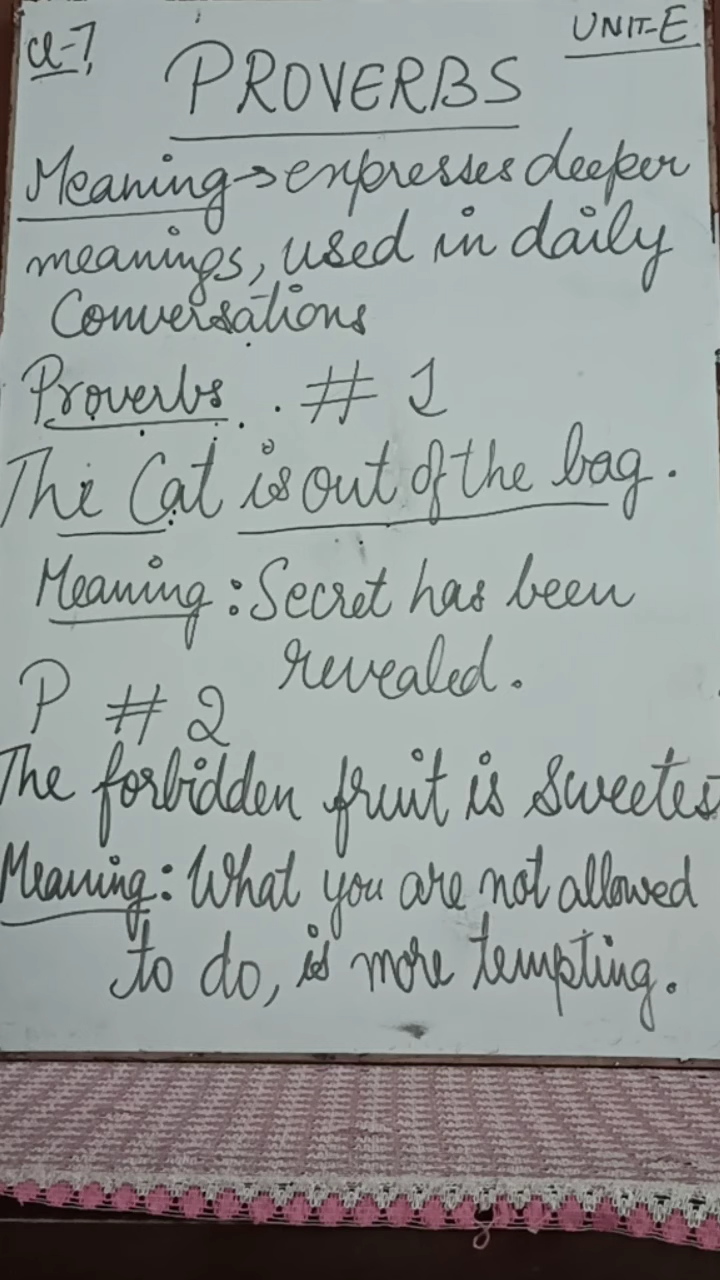 Cl-7
UNIT-E
PROVERBS
Meaning → expresses deeper
meanings, used in daily
Conversations
Proverbs. # 1
The Cat is out of the bag.
Meaning: Secret has been
revealed.
P # 2
The forbidden fruit is sweetest
Meaning: What you are not allowed
to do, is more tempting.